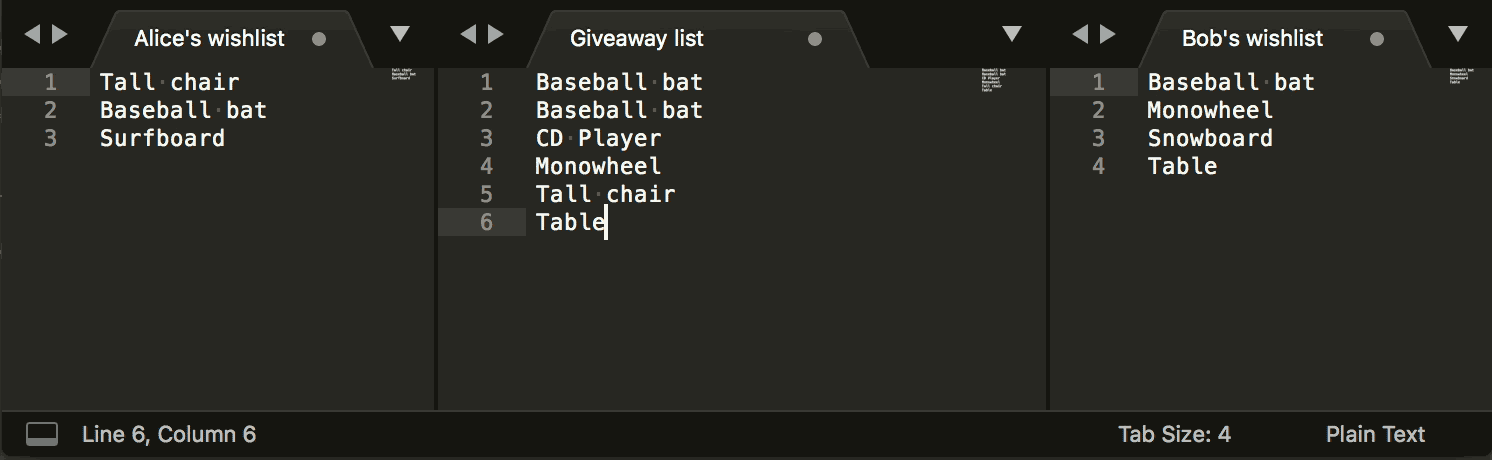 Alice's wishlist
1 Tall chair
2 Baseball bat
3 Surfboard
Giveaway list
1 Baseball bat
2 Baseball bat
3 CD Player
4 Monowheel
5 Tall chair
6 Table
Bob's wishlist
1 Baseball bat
2 Monowheel
3 Snowboard
4 Table
Line 6, Column 6
Tab Size: 4
Plain Text